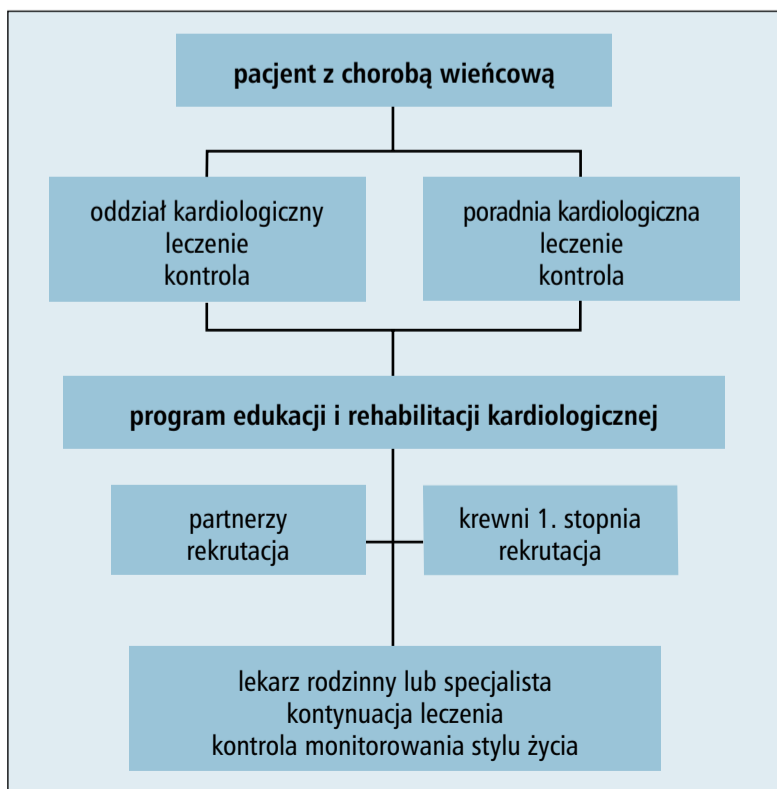 pacjent z chorobą wieńcową
oddział kardiologiczny
leczenie
kontrola
poradnia kardiologiczna
leczenie
kontrola
program edukacji i rehabilitacji kardiologicznej
partnerzy
rekrutacja
krewni 1. stopnia
rekrutacja
lekarz rodzinny lub specjalista
kontynuacja leczenia
kontrola monitorowania stylu życia